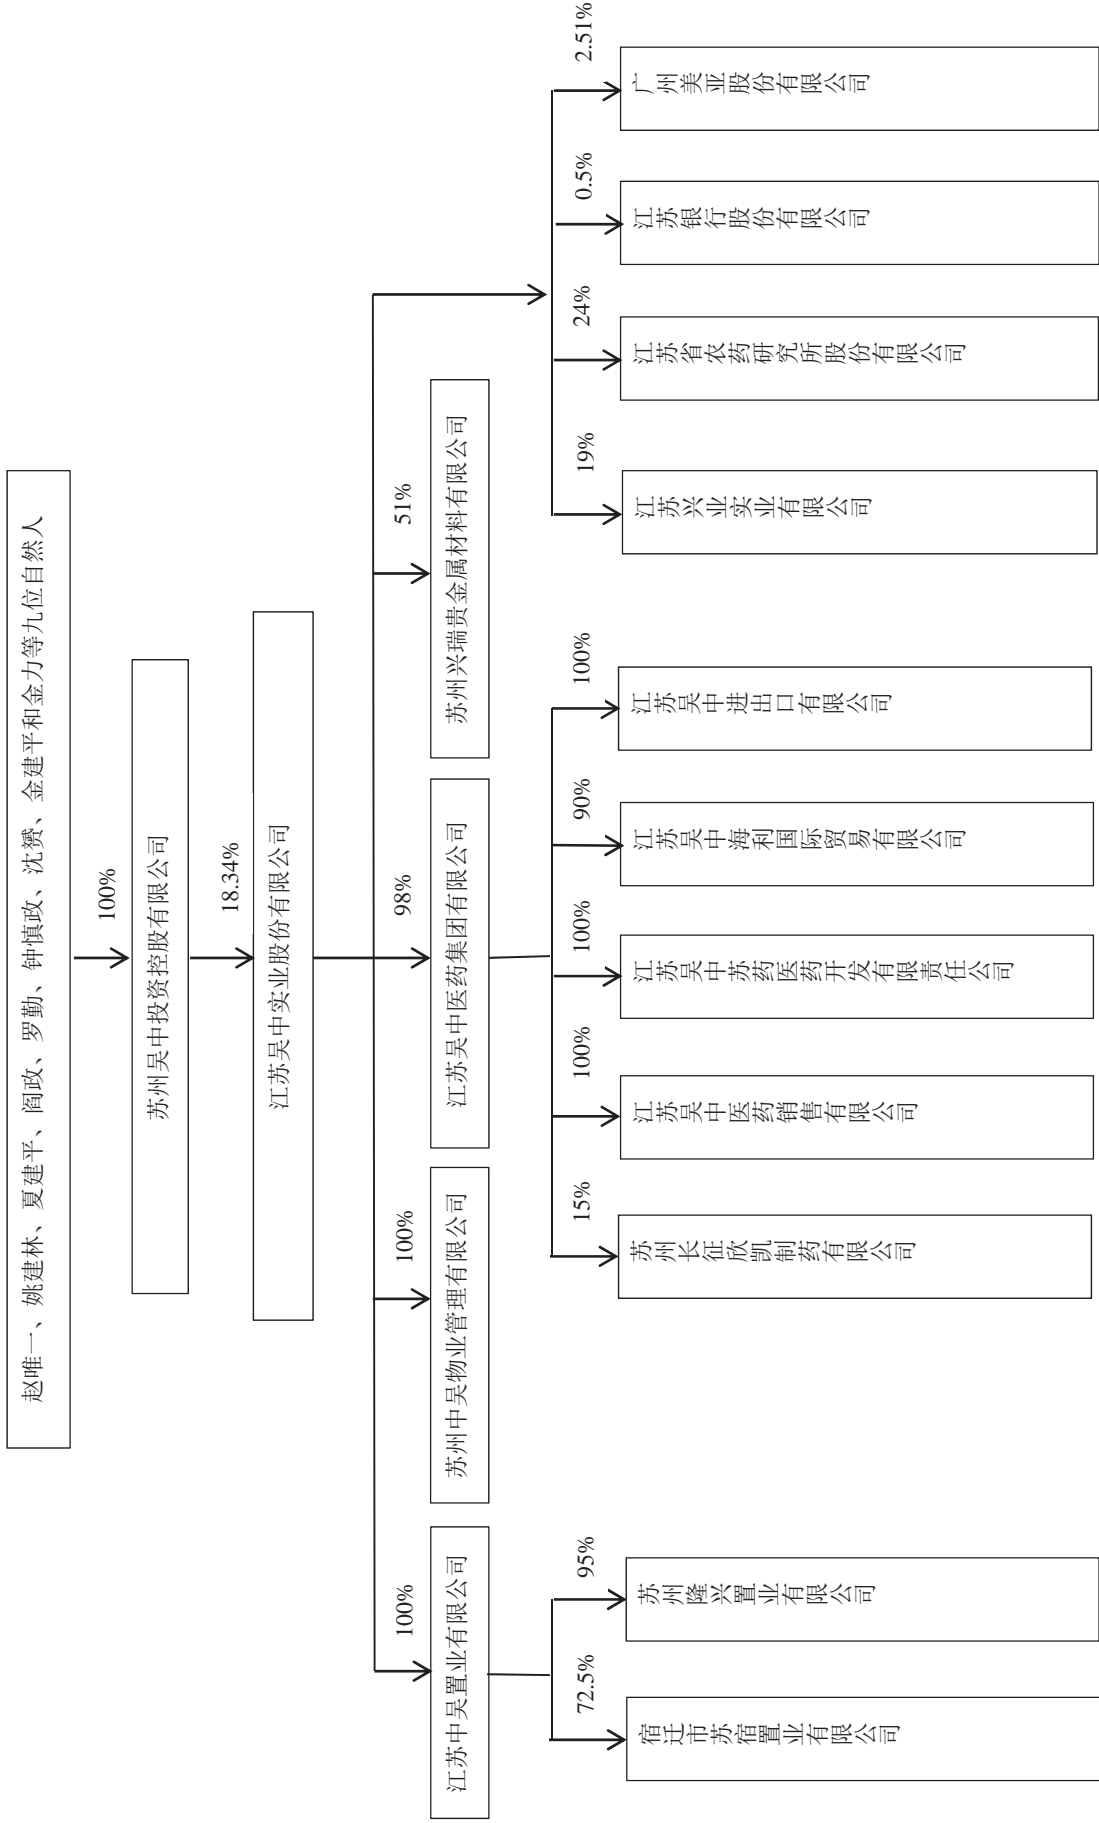 赵唯一、姚建林、夏建平、阎政、罗勤、钟慎政、沈赟、金建平和金力等九位自然人
100%
苏州吴中投资控股有限公司
18.34%
江苏吴中实业股份有限公司
100%
100%
98%
51%
江苏中吴置业有限公司
苏州中吴物业管理有限公司
江苏吴中医药集团有限公司
苏州兴瑞贵金属材料有限公司
72.5%
95%
15%
100%
100%
90%
100%
19%
24%
0.5%
2.51%
宿迁市苏宿置业有限公司
苏州隆兴置业有限公司
苏州长征欣凯制药有限公司
江苏吴中医药销售有限公司
江苏吴中苏药医药开发有限责任公司
江苏吴中海利国际贸易有限公司
江苏吴中进出口有限公司
江苏兴业实业有限公司
江苏省农药研究所股份有限公司
江苏银行股份有限公司
广州美亚股份有限公司